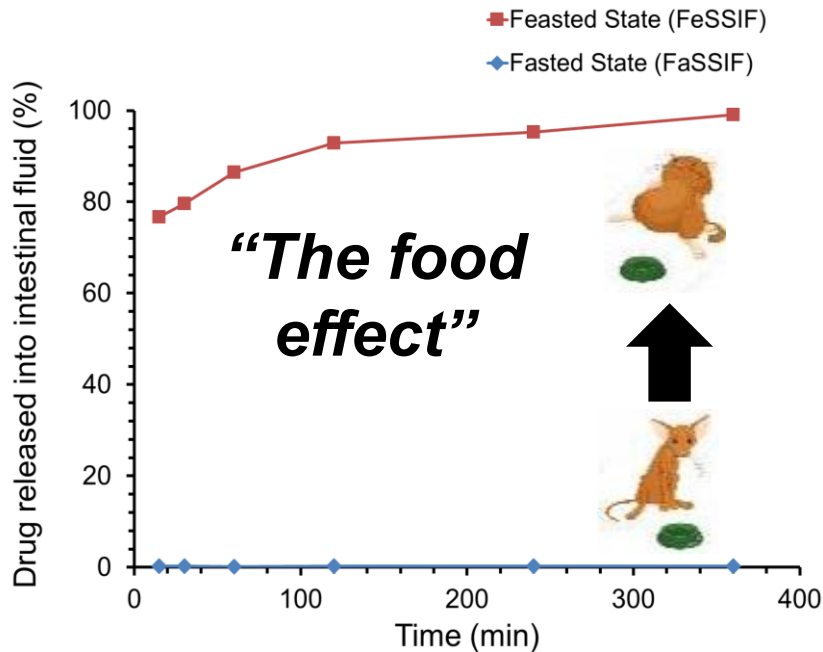 Feasted State (FeSSIF)
Fasted State (FaSSIF)
Drug released into intestinal fluid (%)
100
80
60
40
20
0
“The food
effect”
0
100
200
300
400
Time (min)